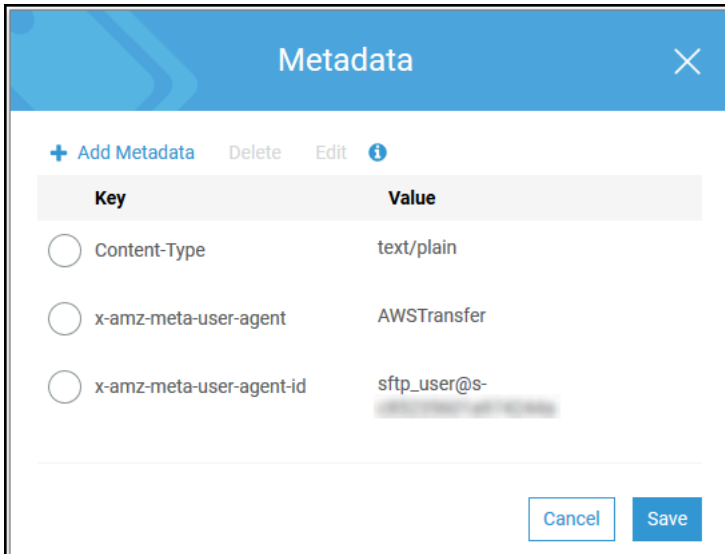 Metadata
Add Metadata Delete Edit
Key Value
Content-Type text/plain
x-amz-meta-user-agent AWSTransfer
x-amz-meta-user-agent-id sftp_user@s-
Cancel Save